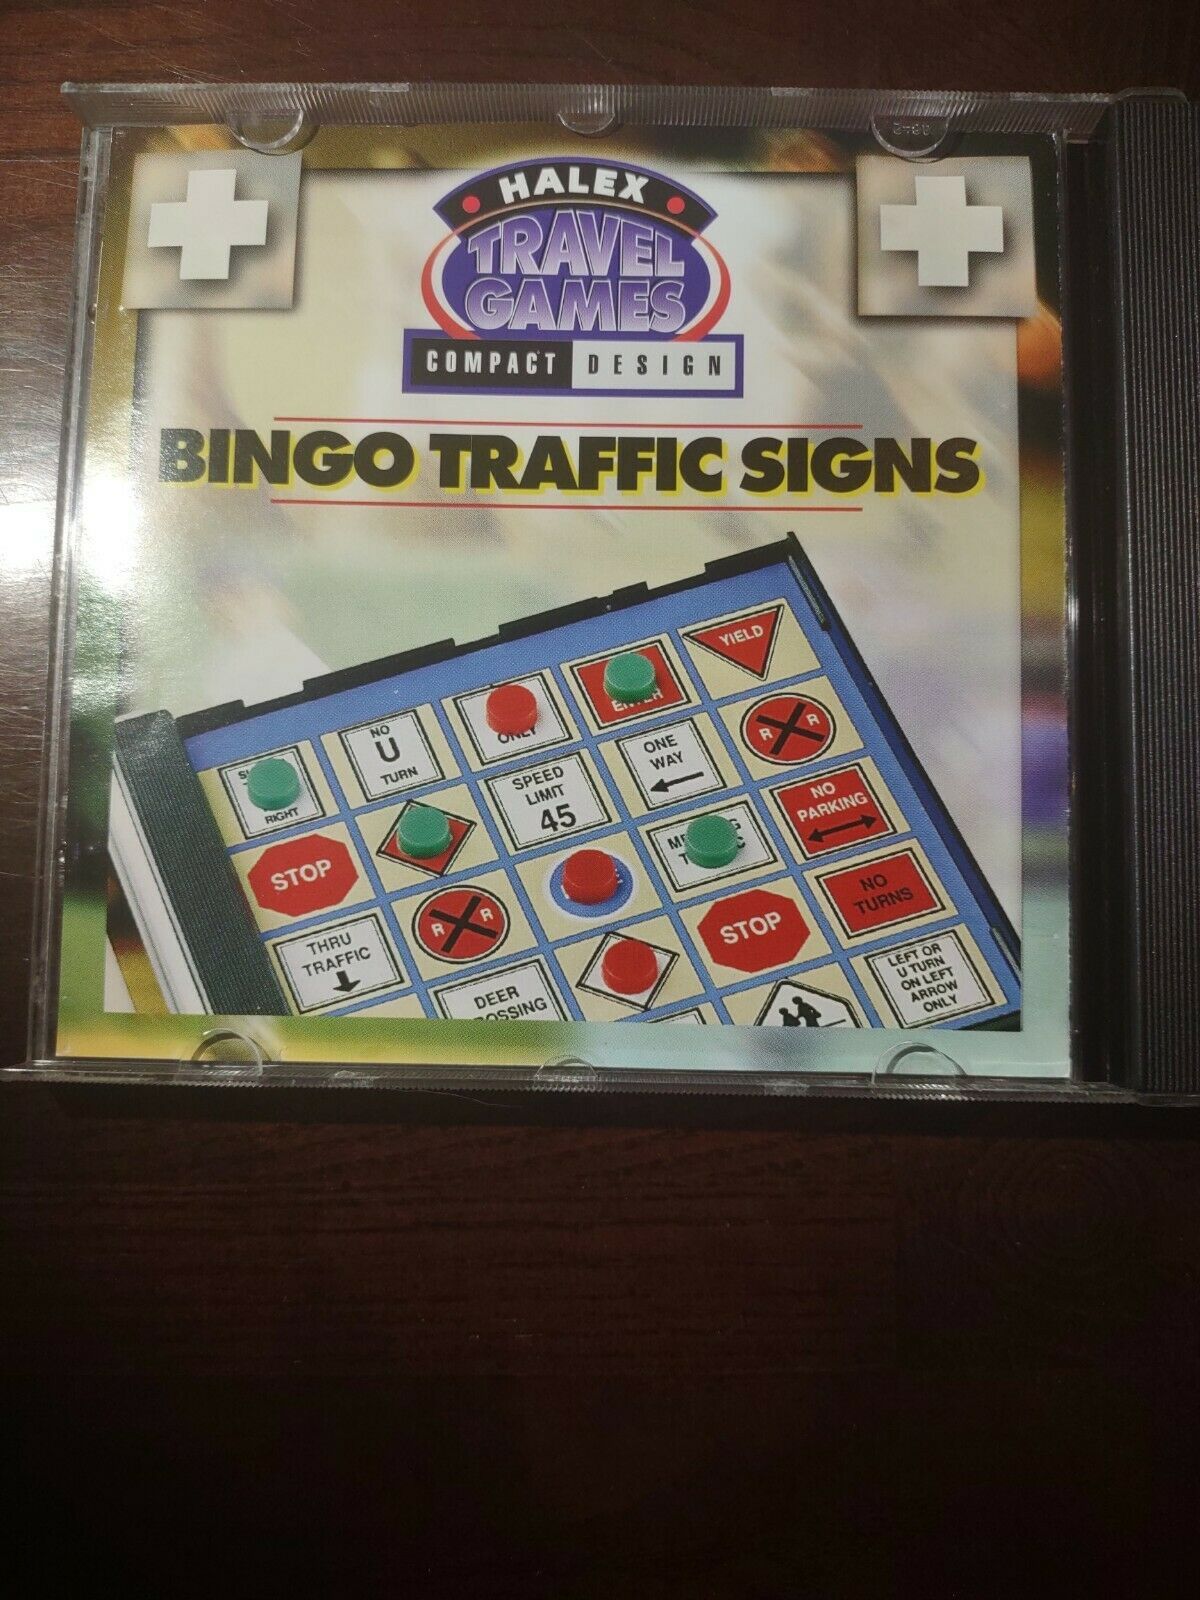 HALEX
TRAVEL
GAMES
COMPACT DESIGN
BINGO TRAFFIC SIGNS
YIELD
NO
U
TURN
ONLY
ENTER
R R
ONE
WAY
SPEED
LIMIT
45
RIGHT
NO
PARKING
STOP
NO
TURNS
R R
STOP
THRU
TRAFFIC
LEFT OR
U TURN
ON LEFT
ARROW
ONLY
DEER